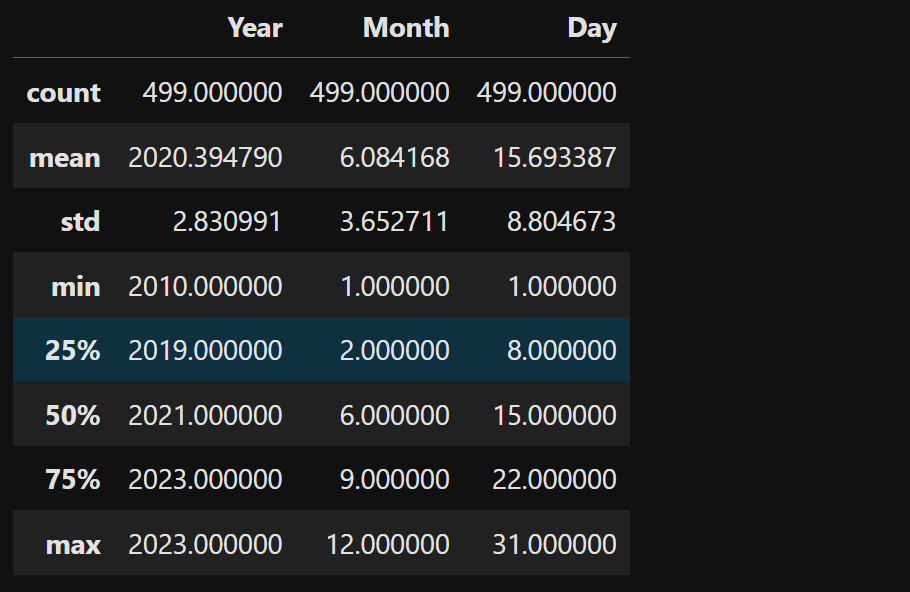 Year Month Day
count 499.000000 499.000000 499.000000
mean 2020.394790 6.084168 15.693387
std 2.830991 3.652711 8.804673
min 2010.000000 1.000000 1.000000
25% 2019.000000 2.000000 8.000000
50% 2021.000000 6.000000 15.000000
75% 2023.000000 9.000000 22.000000
max 2023.000000 12.000000 31.000000